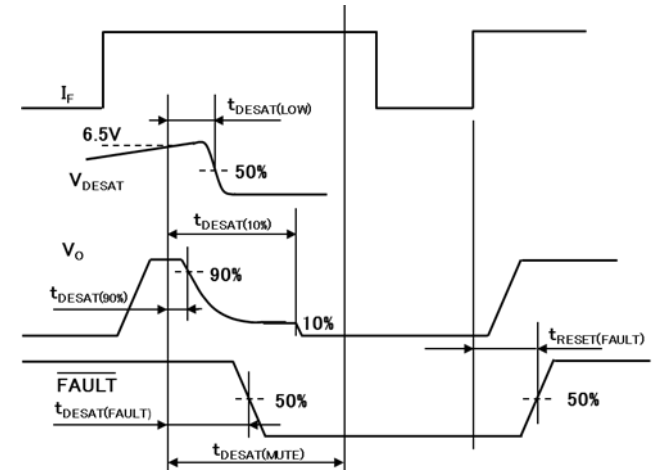 I_F
t_DESAT(LOW)
6.5V
50%
V_DESAT
t_DESAT(10%)
V_O
90%
t_DESAT(90%)
10%
t_RESET(FAULT)
FAULT
50%
50%
t_DESAT(FAULT)
t_DESAT(MUTE)